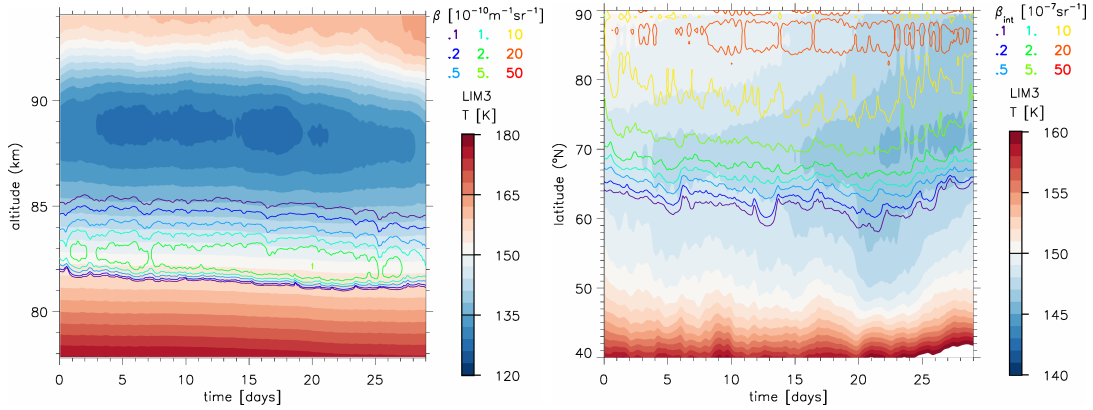 β [10⁻¹⁰m⁻¹sr⁻¹]
.1 1. 10
.2 2. 20
.5 5. 50
LIM3
T [K]
180
165
150
135
120
90
85
80
altitude (km)
0 5 10 15 20 25
time [days]
β_int [10⁻⁷sr⁻¹]
.1 1. 10
.2 2. 20
.5 5. 50
LIM3
T [K]
160
155
150
145
140
90
80
70
60
50
40
latitude (°N)
0 5 10 15 20 25
time [days]